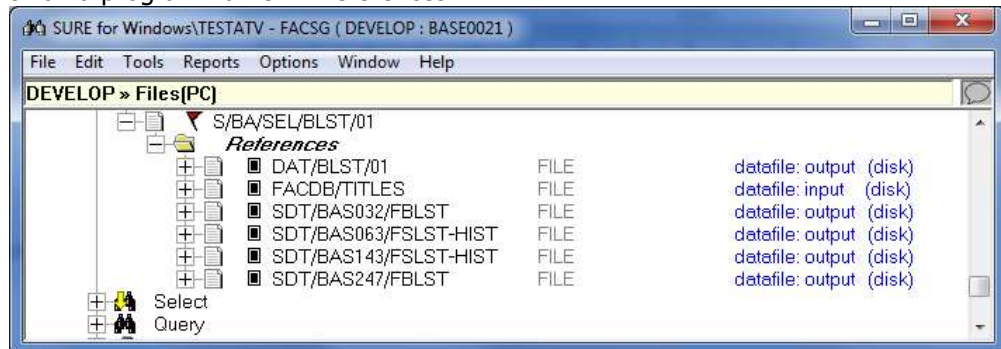 SURE for Windows\TESTATV - FACSG ( DEVELOP : BASE0021 )
File Edit Tools Reports Options Window Help
DEVELOP » Files(PC)
S/BA/SEL/BLST/01
References
DAT/BLST/01 FILE datafile: output (disk)
FACDB/TITLES FILE datafile: input (disk)
SDT/BAS032/FBLST FILE datafile: output (disk)
SDT/BAS063/FSLST-HIST FILE datafile: output (disk)
SDT/BAS143/FSLST-HIST FILE datafile: output (disk)
SDT/BAS247/FBLST FILE datafile: output (disk)
Select
Query